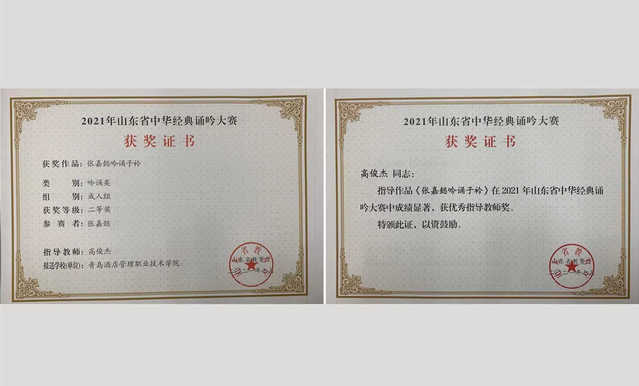 2021年山东省中华经典诵吟大赛
获奖证书
获奖作品：张嘉懿吟诵子衿
类 别：吟诵类
组 别：成人组
获奖等级：二等奖
参 赛 者：张嘉懿
指导教师：高俊杰
报送学校(单位)：青岛酒店管理职业技术学院
2021年山东省中华经典诵吟大赛
获奖证书
高俊杰 同志：
指导作品《张嘉懿吟诵子衿》在2021年山东省中华经典诵
吟大赛中成绩显著，获优秀指导教师奖。
特颁此证，以资鼓励。